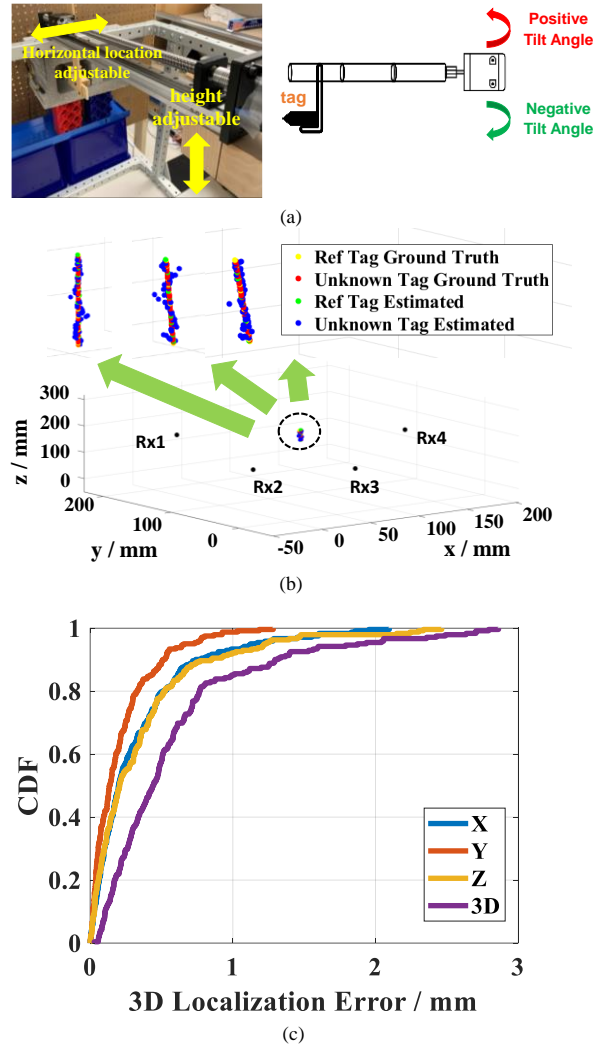 Horizontal location
adjustable
height
adjustable
Positive
Tilt Angle
tag
Negative
Tilt Angle
(a)
Ref Tag Ground Truth
Unknown Tag Ground Truth
Ref Tag Estimated
Unknown Tag Estimated
300
200
100
0
z / mm
Rx1
Rx2
Rx3
Rx4
200
100
0
y / mm
-50
0
50
100
150
200
x / mm
(b)
1
0.8
0.6
0.4
0.2
0
CDF
X
Y
Z
3D
0
1
2
3
3D Localization Error / mm
(c)